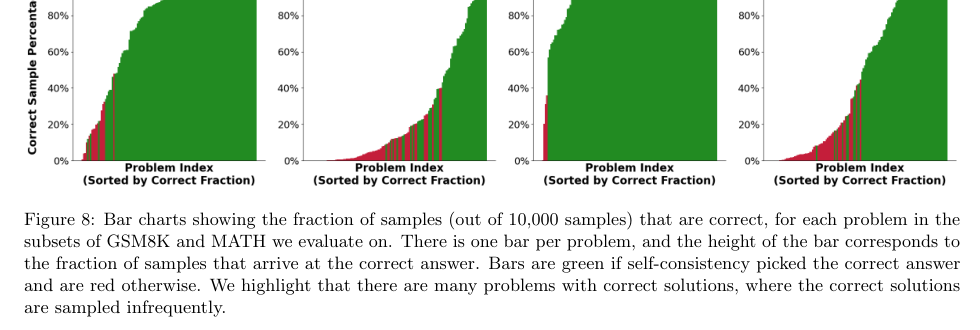 Correct Sample Percenta
80%
60%
40%
20%
0%
Problem Index
(Sorted by Correct Fraction)
80%
60%
40%
20%
0%
Problem Index
(Sorted by Correct Fraction)
80%
60%
40%
20%
0%
Problem Index
(Sorted by Correct Fraction)
80%
60%
40%
20%
0%
Problem Index
(Sorted by Correct Fraction)
Figure 8: Bar charts showing the fraction of samples (out of 10,000 samples) that are correct, for each problem in the
subsets of GSM8K and MATH we evaluate on. There is one bar per problem, and the height of the bar corresponds to
the fraction of samples that arrive at the correct answer. Bars are green if self-consistency picked the correct answer
and are red otherwise. We highlight that there are many problems with correct solutions, where the correct solutions
are sampled infrequently.